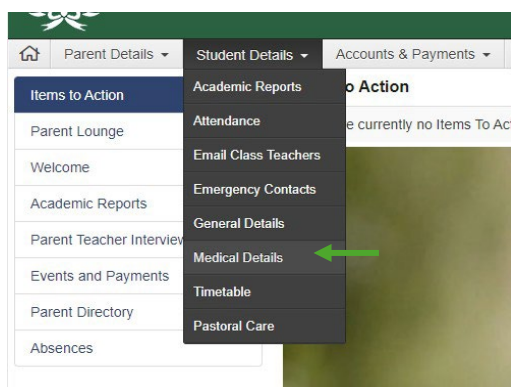 Parent Details
Student Details
Accounts & Payments
Items to Action
Parent Lounge
Welcome
Academic Reports
Parent Teacher Interview
Events and Payments
Parent Directory
Absences
Academic Reports
Attendance
Email Class Teachers
Emergency Contacts
General Details
Medical Details
Timetable
Pastoral Care
o Action
e currently no Items To Ac